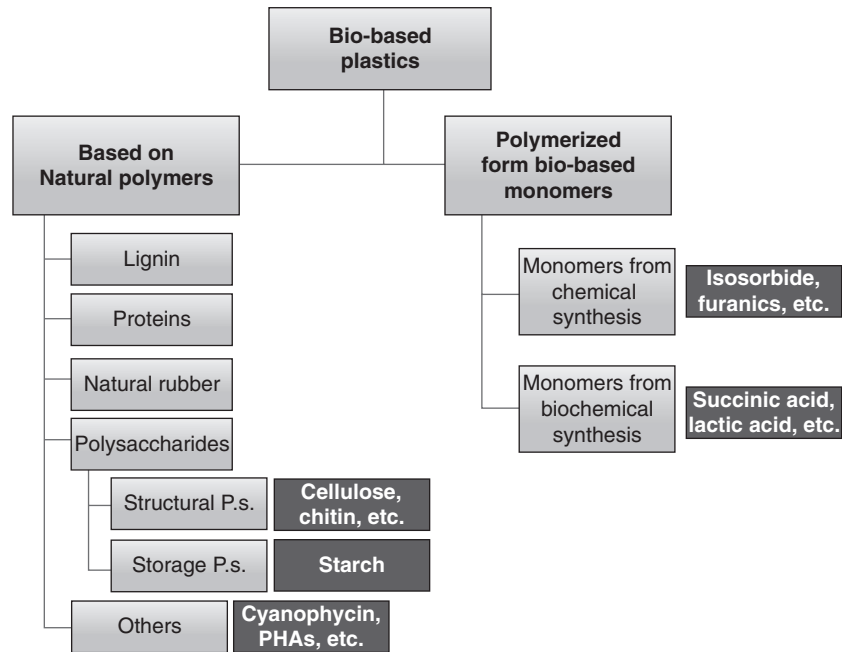 Bio-based
plastics
Based on
Natural polymers
Lignin
Proteins
Natural rubber
Polysaccharides
Structural P.s.
Cellulose,
chitin, etc.
Storage P.s.
Starch
Others
Cyanophycin,
PHAs, etc.
Polymerized
form bio-based
monomers
Monomers from
chemical
synthesis
Isosorbide,
furanics, etc.
Monomers from
biochemical
synthesis
Succinic acid,
lactic acid, etc.